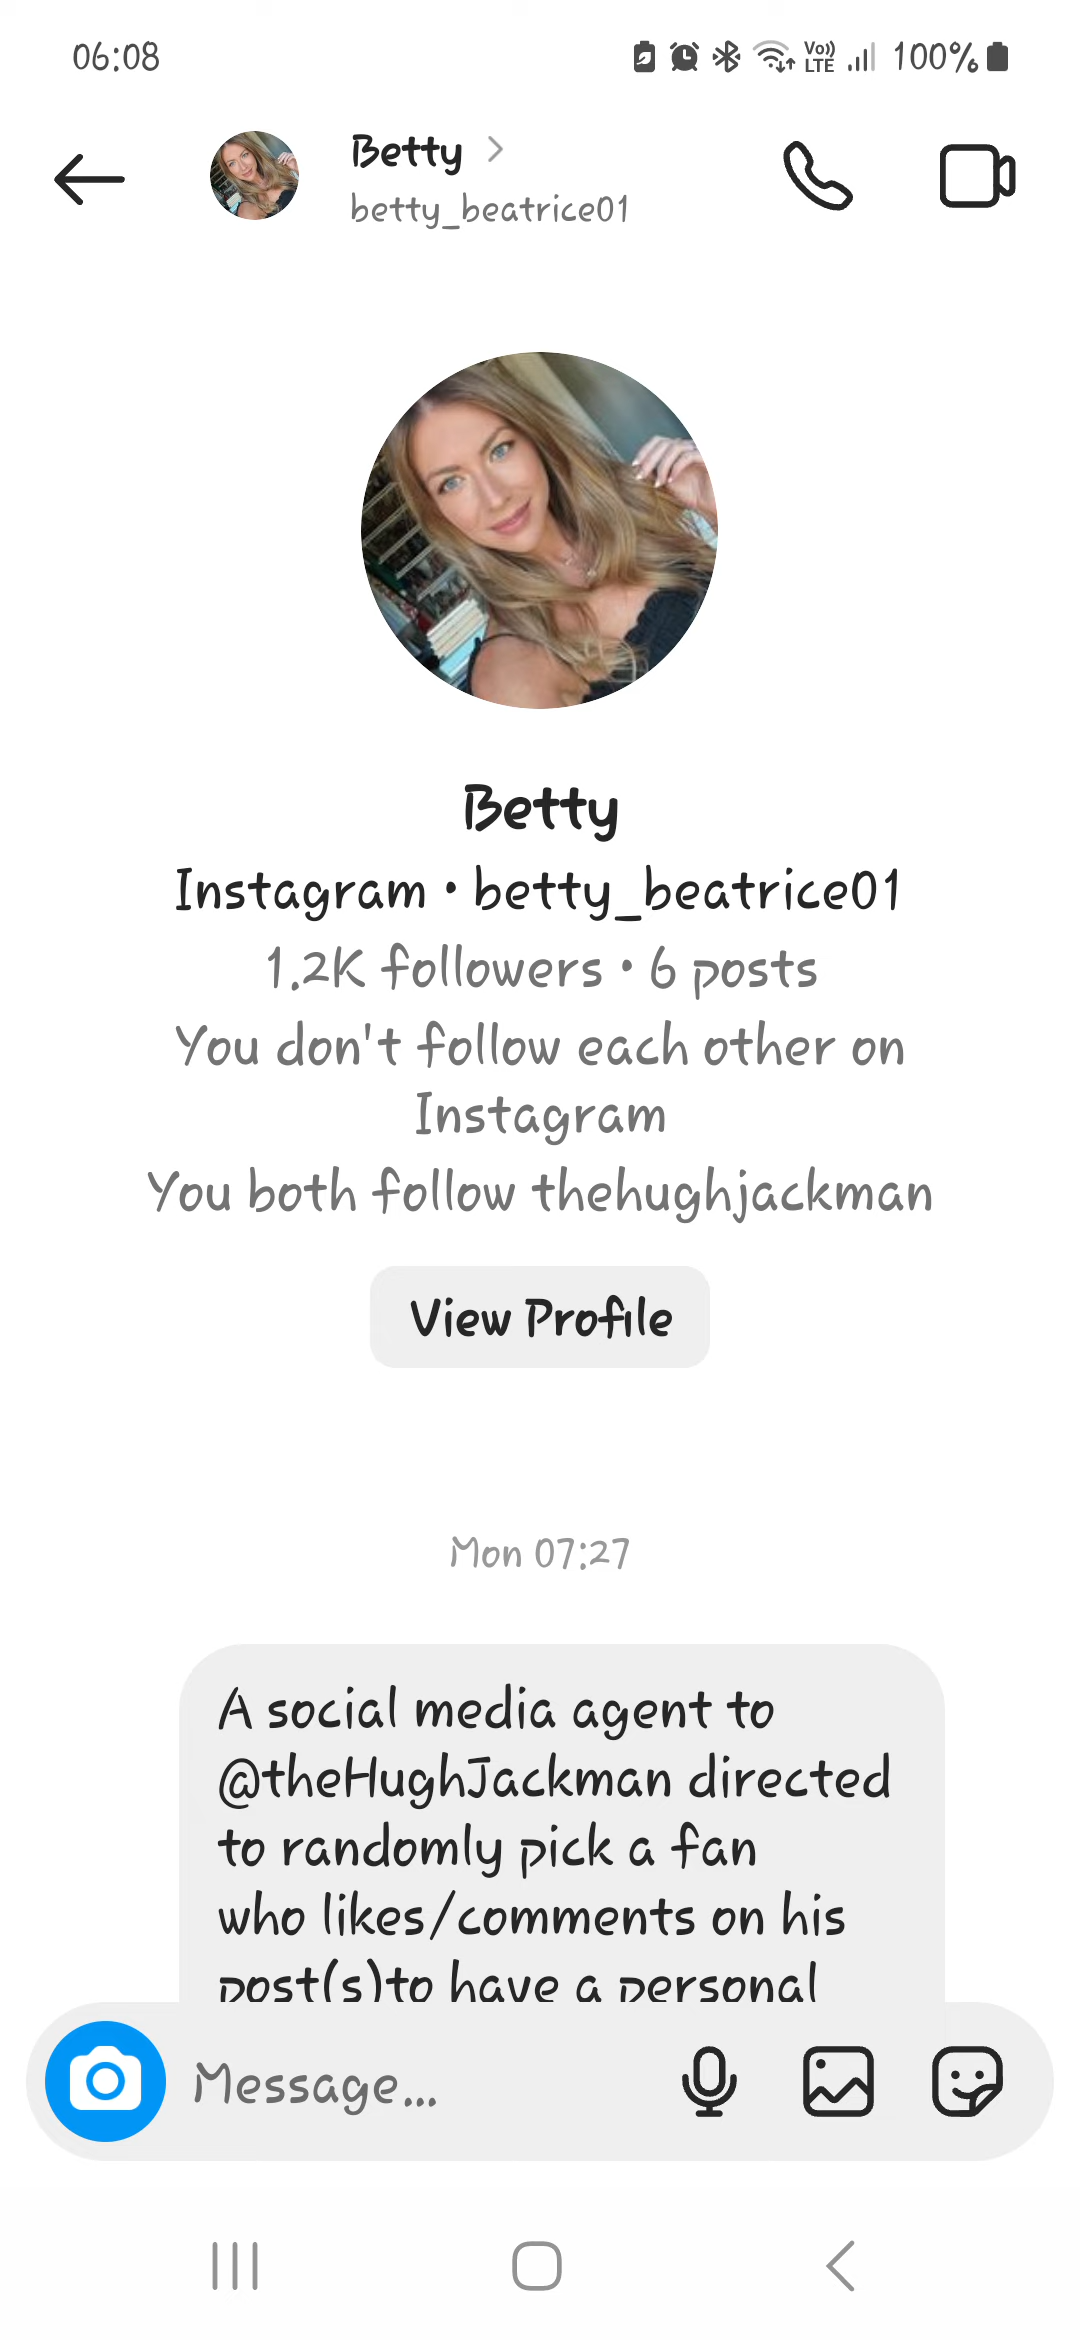 06:08
Vo)) LTE
100%
Betty
betty_beatrice01
Betty
Instagram • betty_beatrice01
1.2K followers • 6 posts
You don't follow each other on
Instagram
You both follow thehughjackman
View Profile
Mon 07:27
A social media agent to
@theHughJackman directed
to randomly pick a fan
who likes/comments on his
post(s)to have a personal
Message...